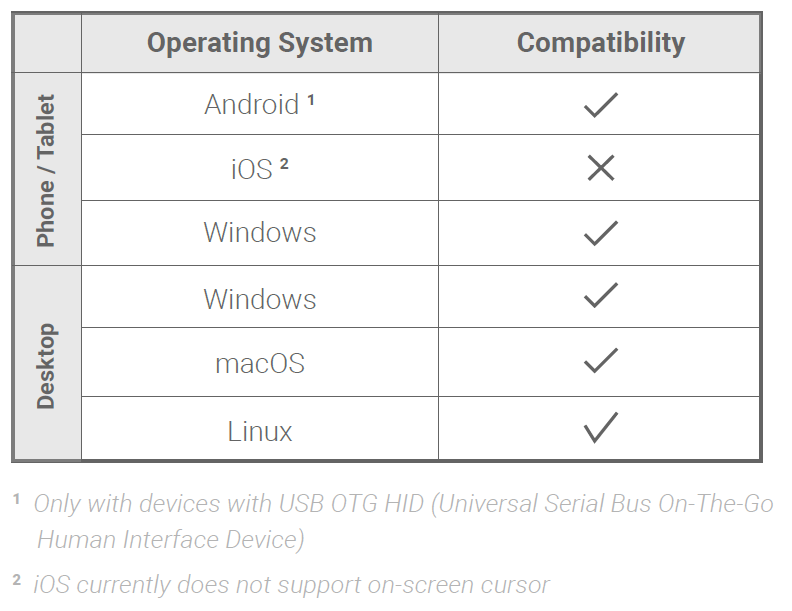 Operating System Compatibility
Phone / Tablet
Android ¹ ✓
iOS ² ✕
Windows ✓
Desktop
Windows ✓
macOS ✓
Linux ✓
¹ Only with devices with USB OTG HID (Universal Serial Bus On-The-Go
Human Interface Device)
² iOS currently does not support on-screen cursor